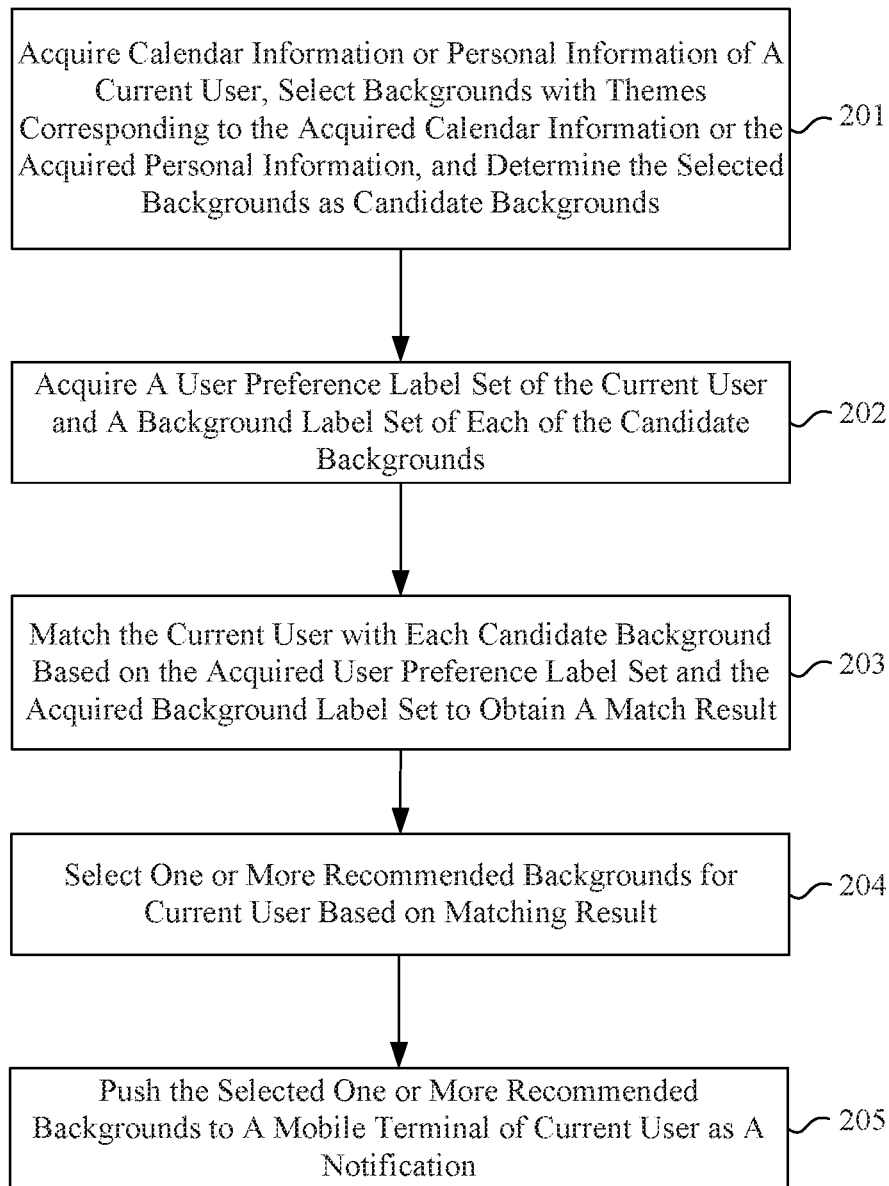 Acquire Calendar Information or Personal Information of A
Current User, Select Backgrounds with Themes
Corresponding to the Acquired Calendar Information or the
Acquired Personal Information, and Determine the Selected
Backgrounds as Candidate Backgrounds
201
Acquire A User Preference Label Set of the Current User
and A Background Label Set of Each of the Candidate
Backgrounds
202
Match the Current User with Each Candidate Background
Based on the Acquired User Preference Label Set and the
Acquired Background Label Set to Obtain A Match Result
203
Select One or More Recommended Backgrounds for
Current User Based on Matching Result
204
Push the Selected One or More Recommended
Backgrounds to A Mobile Terminal of Current User as A
Notification
205